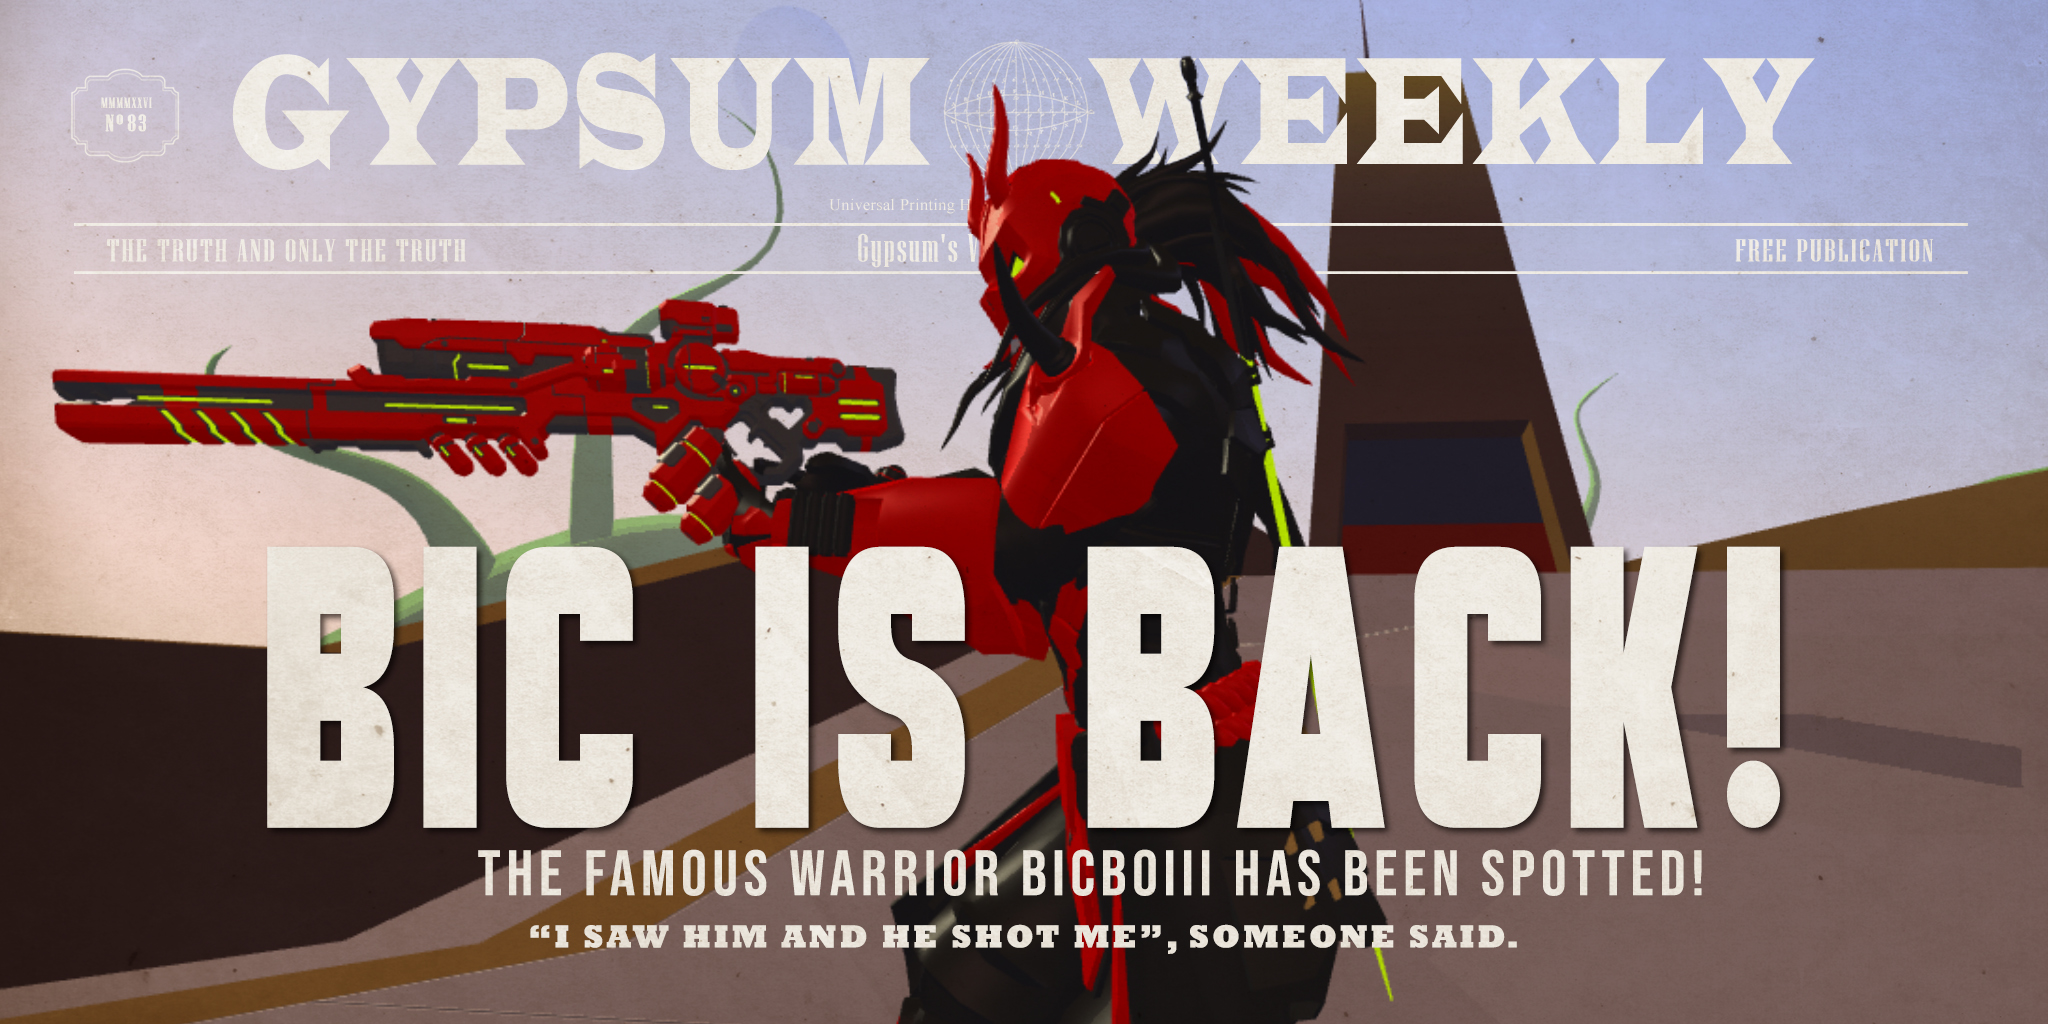 MMMMXXVI
Nº83
GYPSUM WEEKLY
Universal Printing
THE TRUTH AND ONLY THE TRUTH
Gypsum's
FREE PUBLICATION
BIC IS BACK!
THE FAMOUS WARRIOR BICBOIII HAS BEEN SPOTTED!
“I SAW HIM AND HE SHOT ME”, SOMEONE SAID.